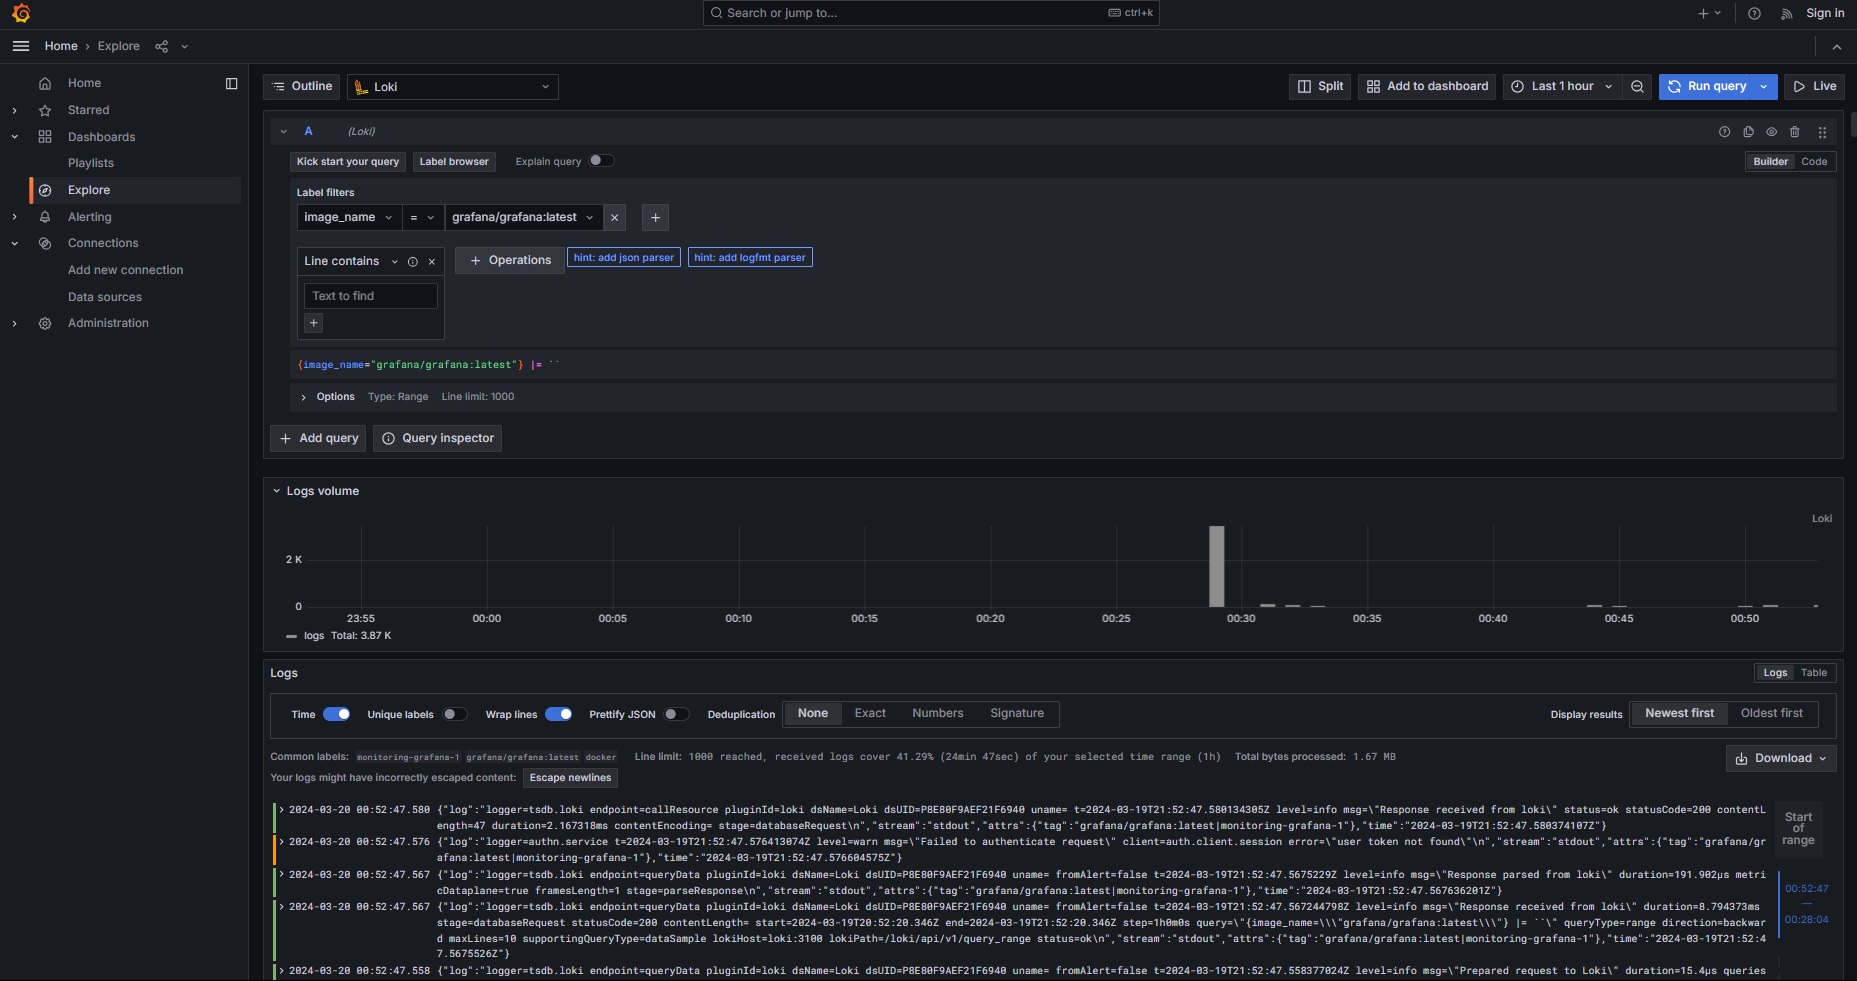 Search or jump to... ctrl+k Sign in
Home › Explore
Home
Starred
Dashboards
Playlists
Explore
Alerting
Connections
Add new connection
Data sources
Administration
Outline Loki Split Add to dashboard Last 1 hour Run query Live
A (Loki)
Kick start your query Label browser Explain query Builder Code
Label filters
image_name = grafana/grafana:latest
Line contains Operations hint: add json parser hint: add logfmt parser
Text to find
{image_name="grafana/grafana:latest"} |= ``
Options Type: Range Line limit: 1000
Add query Query inspector
Logs volume
Loki
2 K
0
23:55 00:00 00:05 00:10 00:15 00:20 00:25 00:30 00:35 00:40 00:45 00:50
logs Total: 3.87 K
Logs Logs Table
Time Unique labels Wrap lines Prettify JSON Deduplication None Exact Numbers Signature Display results Newest first Oldest first
Common labels: monitoring-grafana-1 grafana/grafana:latest docker Line limit: 1000 reached, received logs cover 41.29% (24min 47sec) of your selected time range (1h) Total bytes processed: 1.67 MB Download
Your logs might have incorrectly escaped content: Escape newlines
2024-03-20 00:52:47.580 {"log":"logger=tsdb.loki endpoint=callResource pluginId=loki dsName=Loki dsUID=P8E80F9AEF21F6940 uname= t=2024-03-19T21:52:47.580134305Z level=info msg=\"Response received from loki\" status=ok statusCode=200 contentL
ength=47 duration=2.167318ms contentEncoding= stage=databaseRequest\n","stream":"stdout","attrs":{"tag":"grafana/grafana:latest|monitoring-grafana-1"},"time":"2024-03-19T21:52:47.580374107Z"}
2024-03-20 00:52:47.576 {"log":"logger=authn.service t=2024-03-19T21:52:47.576413074Z level=warn msg=\"Failed to authenticate request\" client=auth.client.session error=\"user token not found\"\n","stream":"stdout","attrs":{"tag":"grafana/gr
afana:latest|monitoring-grafana-1"},"time":"2024-03-19T21:52:47.576604575Z"}
2024-03-20 00:52:47.567 {"log":"logger=tsdb.loki endpoint=queryData pluginId=loki dsName=Loki dsUID=P8E80F9AEF21F6940 uname= fromAlert=false t=2024-03-19T21:52:47.5675229Z level=info msg=\"Response parsed from loki\" duration=191.902µs metri
cDataplane=true framesLength=1 stage=parseResponse\n","stream":"stdout","attrs":{"tag":"grafana/grafana:latest|monitoring-grafana-1"},"time":"2024-03-19T21:52:47.567636201Z"}
2024-03-20 00:52:47.567 {"log":"logger=tsdb.loki endpoint=queryData pluginId=loki dsName=Loki dsUID=P8E80F9AEF21F6940 uname= fromAlert=false t=2024-03-19T21:52:47.567244798Z level=info msg=\"Response received from loki\" duration=8.794373ms
stage=databaseRequest statusCode=200 contentLength= start=2024-03-19T20:52:20.346Z end=2024-03-19T21:52:20.346Z step=1h0m0s query=\"{image_name=\\\"grafana/grafana:latest\\\"} |= ``\" queryType=range direction=backwar
d maxLines=10 supportingQueryType=dataSample lokiHost=loki:3100 lokiPath=/loki/api/v1/query_range status=ok\n","stream":"stdout","attrs":{"tag":"grafana/grafana:latest|monitoring-grafana-1"},"time":"2024-03-19T21:52:4
7.5675526Z"}
2024-03-20 00:52:47.558 {"log":"logger=tsdb.loki endpoint=queryData pluginId=loki dsName=Loki dsUID=P8E80F9AEF21F6940 uname= fromAlert=false t=2024-03-19T21:52:47.558377024Z level=info msg=\"Prepared request to Loki\" duration=15.4µs queries
Start
of
range
00:52:47
—
00:28:04